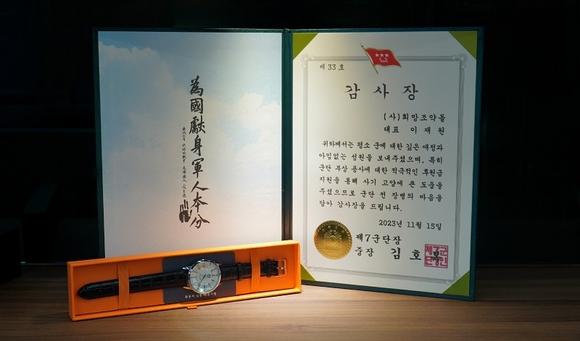 為國獻身軍人本分
제 33 호
감 사 장
(사)희망조약돌
대표 이 재 원
귀하께서는 평소 군에 대한 깊은 애정과
아낌없는 성원을 보내주셨으며, 특히
군단 부상 용사에 대한 적극적인 후원금
지원을 통해 사기 고양에 큰 도움을
주셨으므로 군단 전 장병의 마음을
담아 감사장을 드립니다.
2023년 11월 15일
제7군단장
중장 김 호